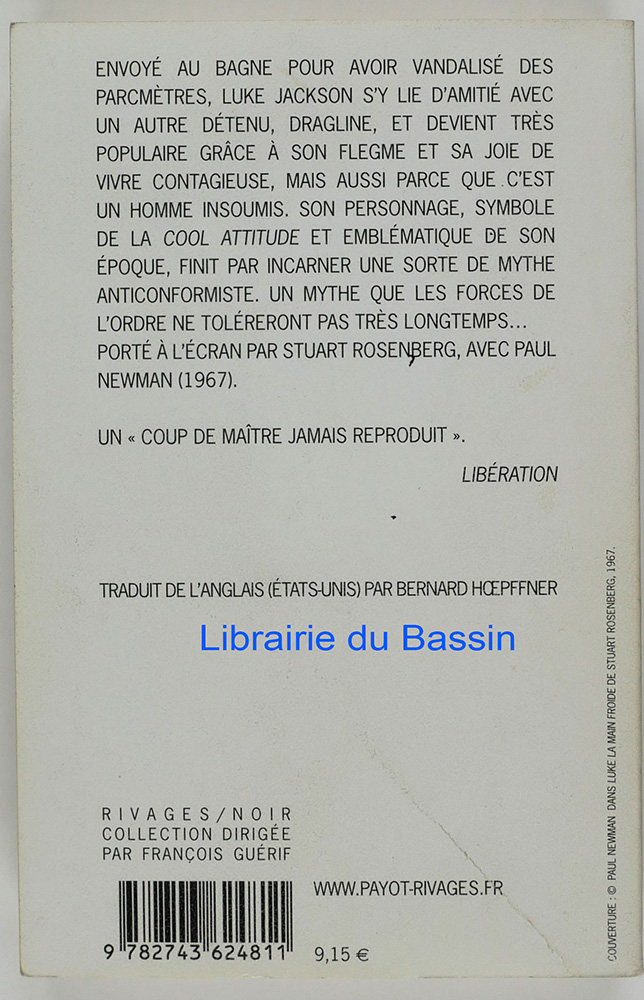 ENVOYÉ AU BAGNE POUR AVOIR VANDALISÉ DES
PARCMÈTRES, LUKE JACKSON S'Y LIE D'AMITIÉ AVEC
UN AUTRE DÉTENU, DRAGLINE, ET DEVIENT TRÈS
POPULAIRE GRÂCE À SON FLEGME ET SA JOIE DE
VIVRE CONTAGIEUSE, MAIS AUSSI PARCE QUE C'EST
UN HOMME INSOUMIS. SON PERSONNAGE, SYMBOLE
DE LA COOL ATTITUDE ET EMBLÉMATIQUE DE SON
ÉPOQUE, FINIT PAR INCARNER UNE SORTE DE MYTHE
ANTICONFORMISTE. UN MYTHE QUE LES FORCES DE
L'ORDRE NE TOLÉRERONT PAS TRÈS LONGTEMPS...
PORTÉ À L'ÉCRAN PAR STUART ROSENBERG, AVEC PAUL
NEWMAN (1967).
UN « COUP DE MAÎTRE JAMAIS REPRODUIT ».
LIBÉRATION
TRADUIT DE L'ANGLAIS (ÉTATS-UNIS) PAR BERNARD HŒPFFNER
Librairie du Bassin
RIVAGES/NOIR
COLLECTION DIRIGÉE
PAR FRANÇOIS GUÉRIF
WWW.PAYOT-RIVAGES.FR
9 782743 624811
9,15 €
COUVERTURE : © PAUL NEWMAN DANS LUKE LA MAIN FROIDE DE STUART ROSENBERG, 1967.